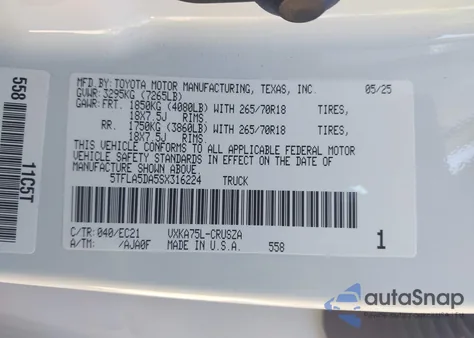 MFD.BY: TOYOTA MOTOR MANUFACTURING, TEXAS, INC. 05/25
GVWR: 3295KG (7265LB)
GAWR: FRT. 1850KG (4080LB) WITH 265/70R18 TIRES,
18X7.5J RIMS.
RR. 1750KG (3860LB) WITH 265/70R18 TIRES,
18X7.5J RIMS.
THIS VEHICLE CONFORMS TO ALL APPLICABLE FEDERAL MOTOR
VEHICLE SAFETY STANDARDS IN EFFECT ON THE DATE OF
MANUFACTURE SHOWN ABOVE.
5TFLA5DA5SX316224 TRUCK
C/TR: 040/EC21 VXKA75L-CRUSZA
A/TM: /AJA0F MADE IN U.S.A. 558 1
558 11C5T
autoSnap